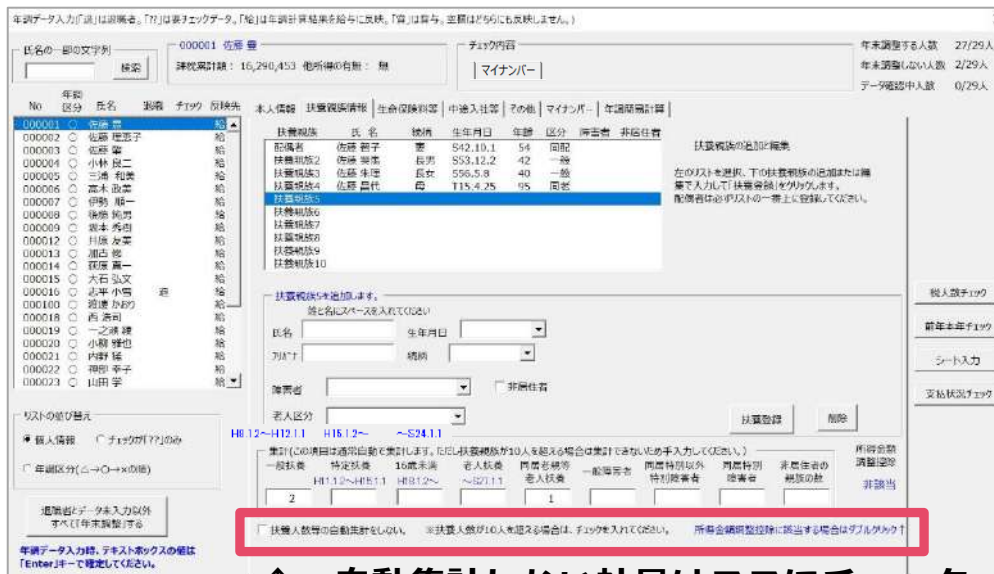 年調データ入力(「退」は退職者。「??」は要チェックデータ。「給」は年調計算結果を給与に反映。「賞」は賞与。空欄はどちらにも反映しません。)
氏名の一部の文字列
検索
000001 佐藤 豊
課税累計額： 16,290,453 他所得の有無： 無
チェック内容
マイナンバー
年末調整する人数 27/29人
年末調整しない人数 2/29人
データ確認中人数 0/29人
No 年調区分 氏名 退職 チェック 反映先
000001 ○ 佐藤 豊 給
000002 ○ 佐藤 理恵子 給
000003 ○ 佐藤 肇 給
000004 ○ 小林 良二 給
000005 ○ 三浦 和美 給
000006 ○ 高木 政美 給
000007 ○ 伊勢 順一 給
000008 ○ 後藤 純男 給
000009 ○ 坂本 秀樹 給
000012 ○ 井原 友美 給
000013 ○ 加古 修 給
000014 ○ 荻原 真一 給
000015 ○ 大石 弘文 給
000016 ○ 志平 小雪 退 給
000100 ○ 渡邊 かおり 給
000018 ○ 西 浩司 給
000019 ○ 一之瀬 綾 給
000020 ○ 小柳 雅也 給
000021 ○ 内野 猛 給
000022 ○ 神部 幸子 給
000023 ○ 山田 学 給
本人情報 扶養親族情報 生命保険料等 中途入社等 その他 マイナンバー 年調簡易計算
扶養親族 氏 名 続柄 生年月日 年齢 区分 障害者 非居住者
配偶者 佐藤 妻 S42.10.1 54 同配
扶養親族2 佐藤 長男 S53.12.2 42 一般
扶養親族3 佐藤 朱理 長女 S56.5.8 40 一般
扶養親族4 佐藤 昌代 母 T15.4.25 95 同老
扶養親族5
扶養親族6
扶養親族7
扶養親族8
扶養親族9
扶養親族10
扶養親族の追加と編集
左のリストを選択、下の扶養親族の追加または編
集で入力して「扶養登録」をクリックします。
配偶者は必ずリストの一番上に登録してください。
扶養親族5を追加します。
姓と名にスペースを入れてください
氏名 生年月日
フリガナ 続柄
障害者 非居住者
老人区分
扶養登録 削除
税人数チェック
前年本年チェック
シート入力
支払状況チェック
リストの並び替え
個人情報 チェックが「??」のみ
年調区分(△→○→×の順)
退職者とデータ未入力以外
すべて「年末調整」する
年調データ入力時、テキストボックスの値は
「Enter」キーで確定してください。
H8.1.2～H12.1.1 H15.1.2～ ～S24.1.1
集計(この項目は通常自動で集計します。ただし扶養親族が10人を超える場合は集計できないため手入力してください。)
一般扶養 特定扶養 16歳未満 老人扶養 同居老親等老人扶養 一般障害者 同居特別以外特別障害者 同居特別障害者 非居住者の親族の数
H11.1.2～H15.1.1 H18.1.2～ ～S27.1.1
2 1
所得金額
調整控除
非該当
扶養人数等の自動集計をしない。 ※扶養人数が10人を超える場合は、チェックを入れてください。 所得金額調整控除に該当する場合はダブルクリック↑